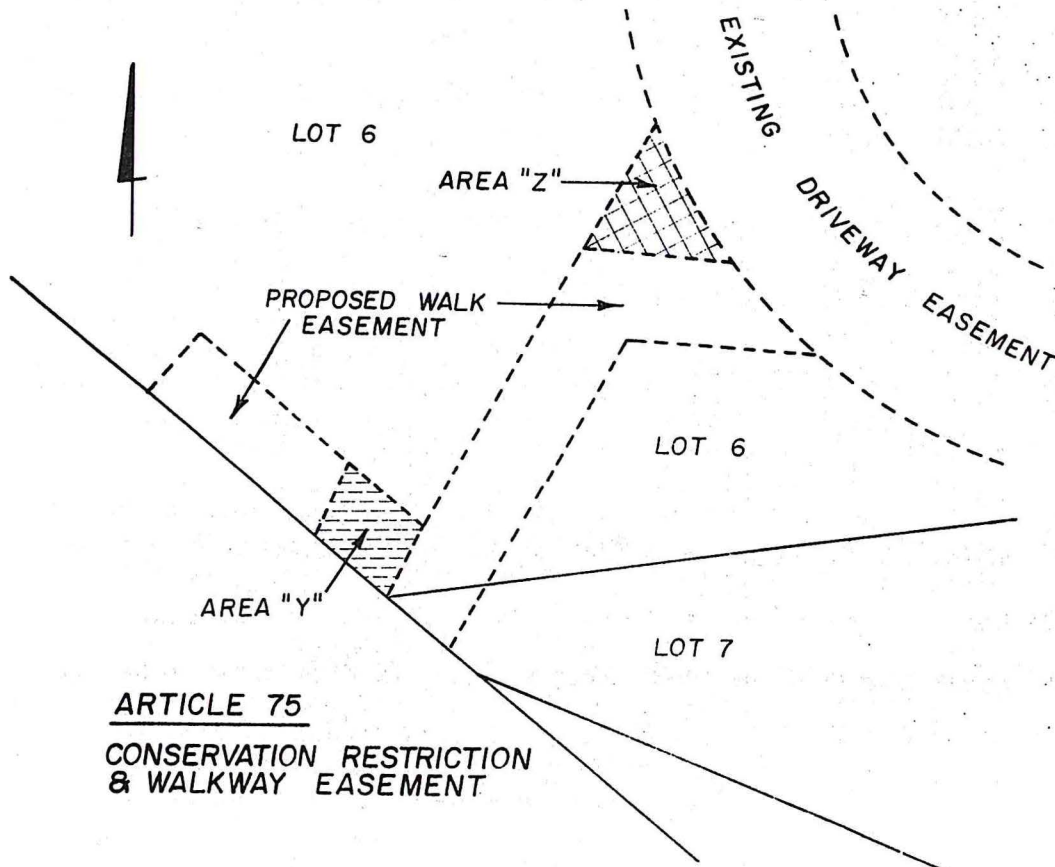 EXISTING
DRIVEWAY EASEMENT
LOT 6
AREA "Z"
PROPOSED WALK
EASEMENT
LOT 6
AREA "Y"
LOT 7
ARTICLE 75
CONSERVATION RESTRICTION
& WALKWAY EASEMENT